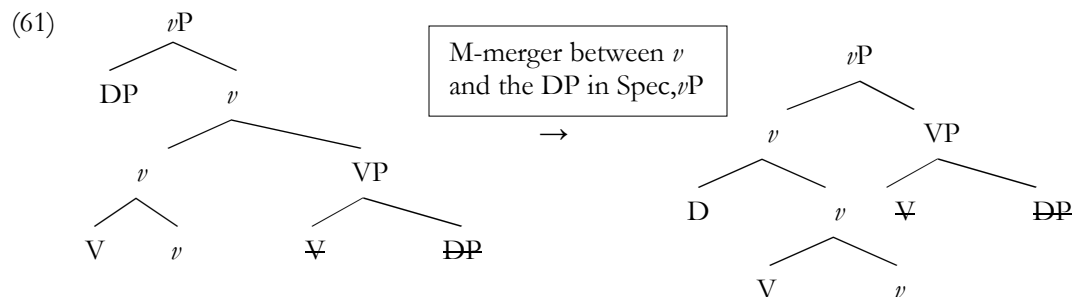 (61)
vP
DP v
v VP
V v V DP
M-merger between v
and the DP in Spec,vP
→
vP
v VP
D v V DP
V v